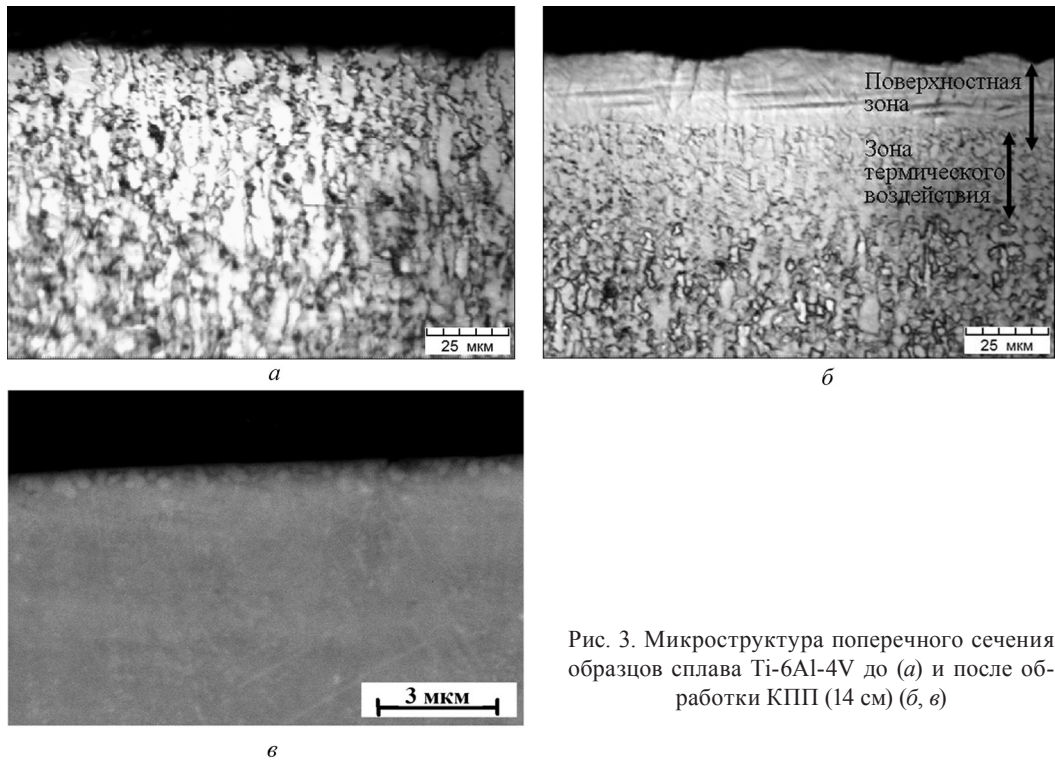 Поверхностная
зона
Зона
термического
воздействия
25 мкм
25 мкм
а
б
3 мкм
в
Рис. 3. Микроструктура поперечного сечения
образцов сплава Ti-6Al-4V до (а) и после об-
работки КПП (14 см) (б, в)